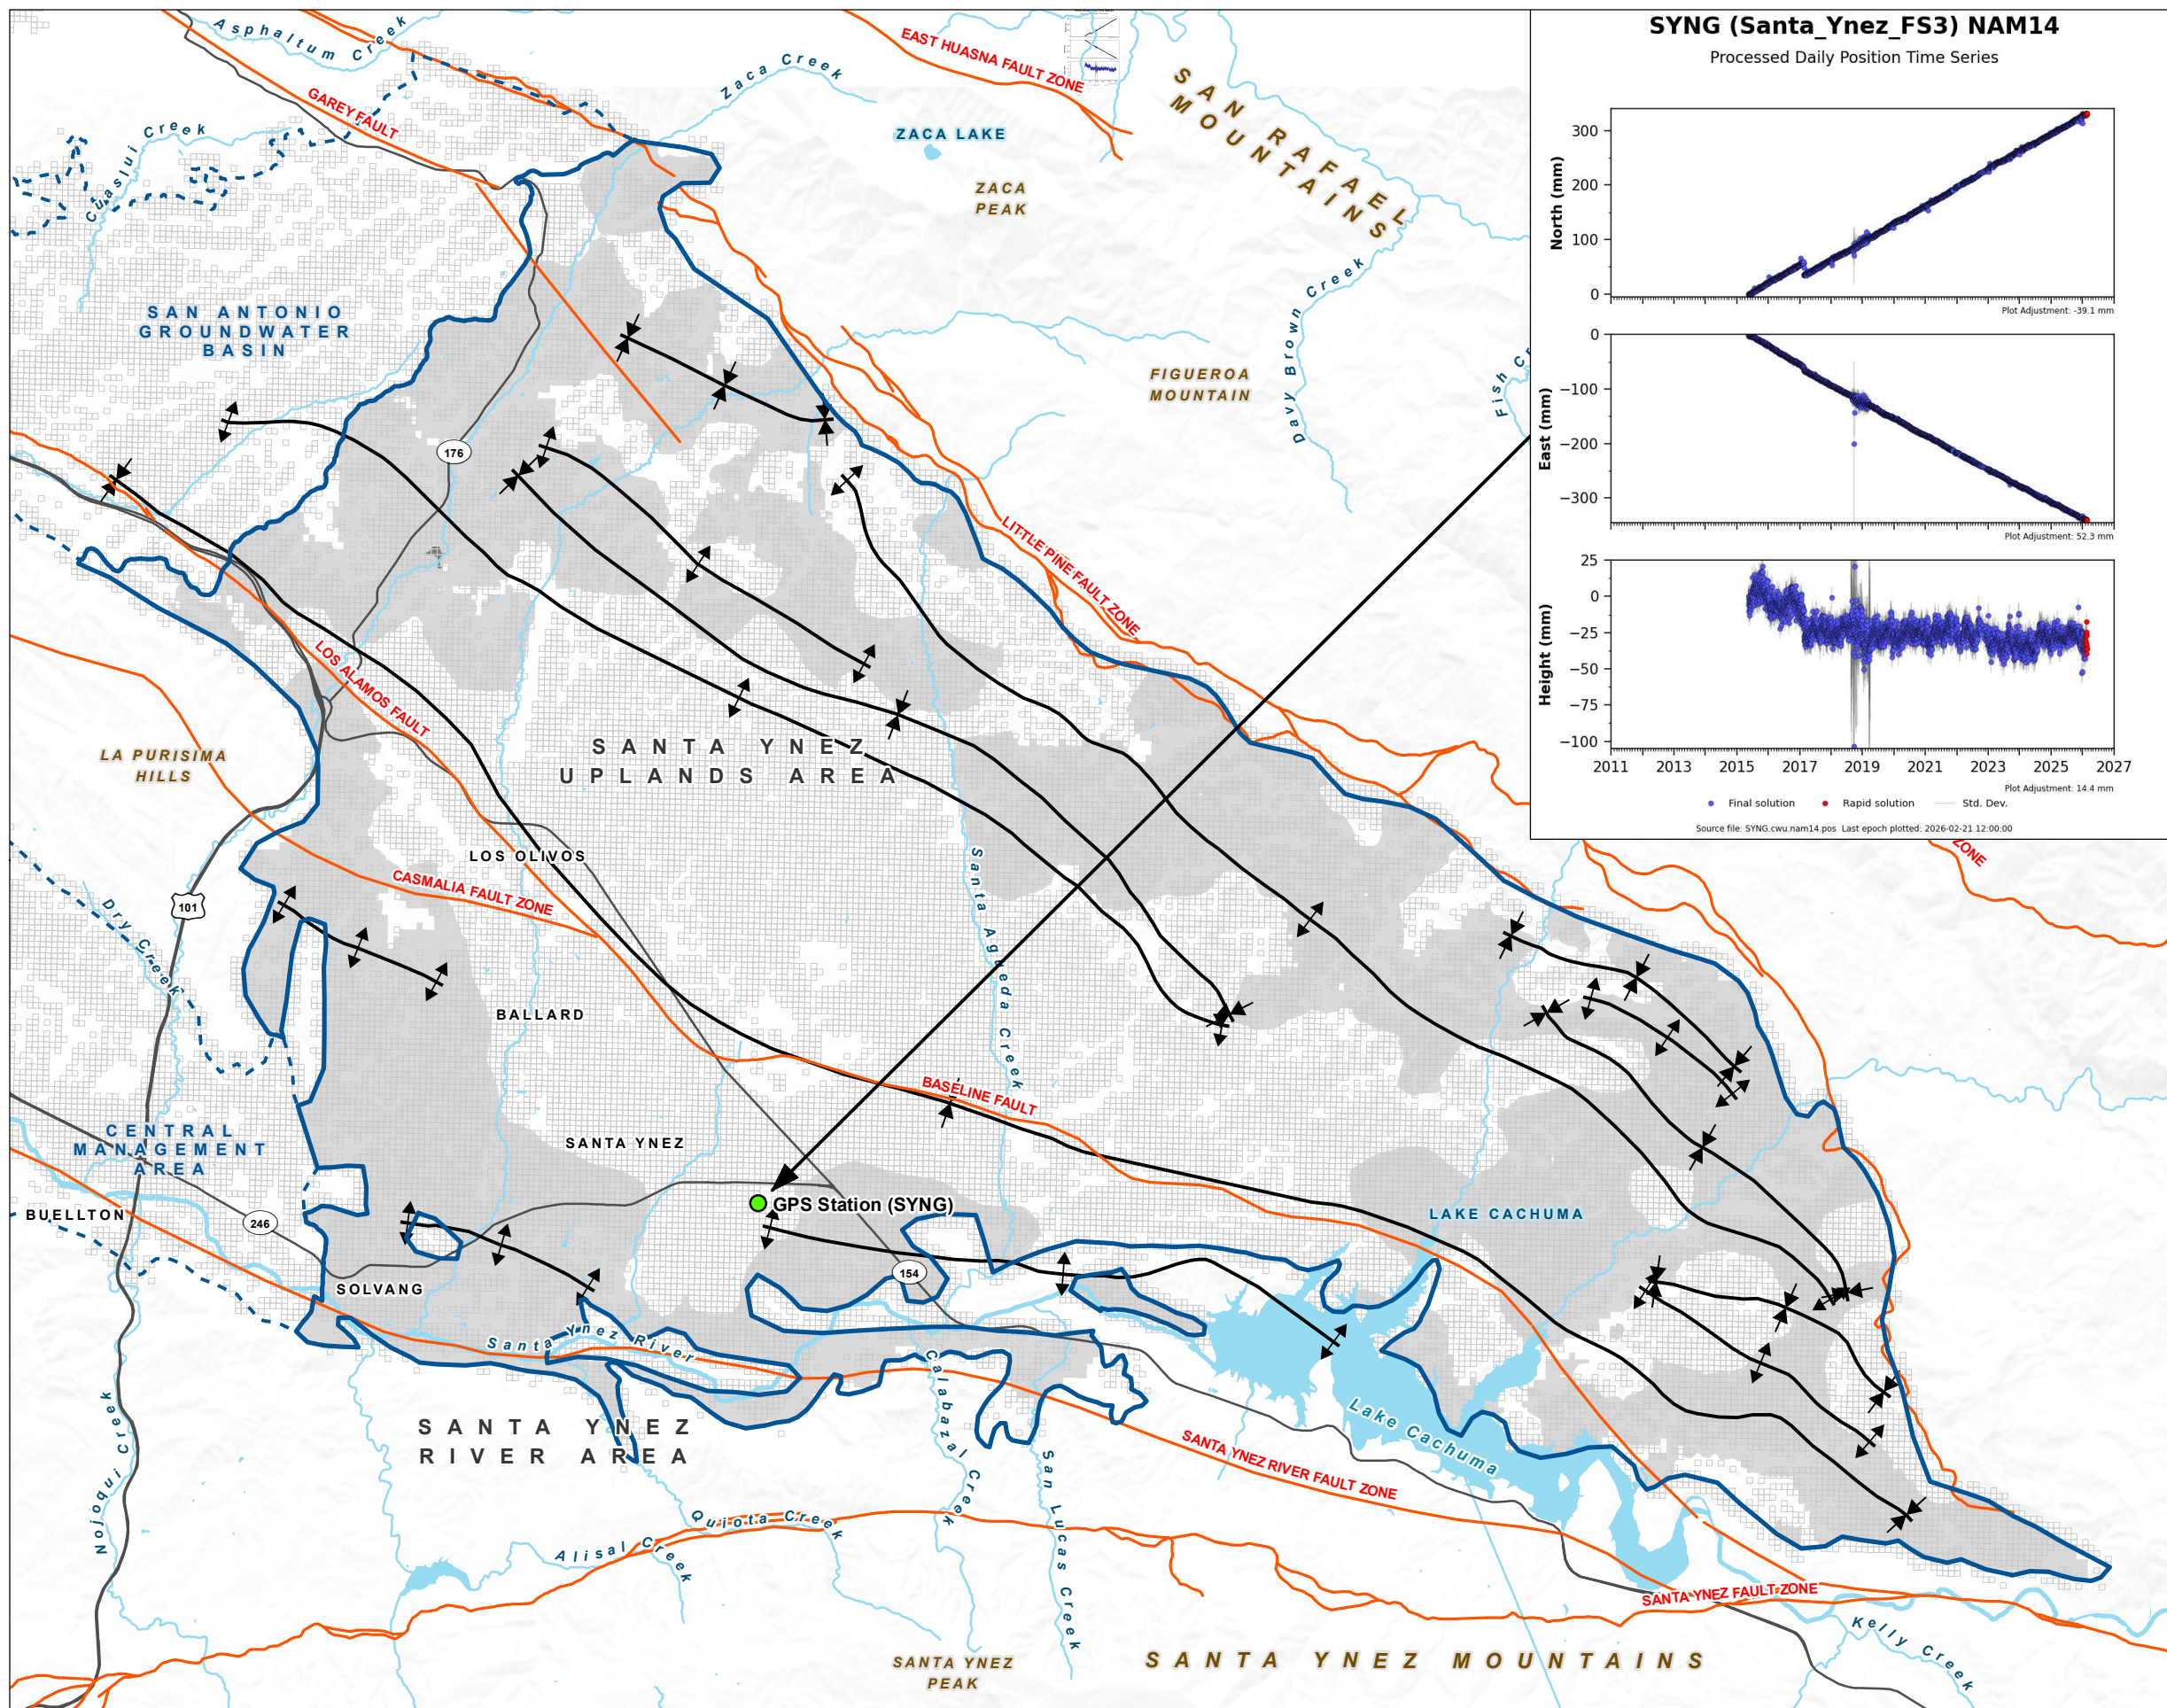 Asphaltum Creek
GAREY FAULT
Cuaslui Creek
EAST HUASNA FAULT ZONE
Zaca Creek
ZACA LAKE
ZACA
PEAK
SAN RAFAEL
MOUNTAINS
SAN ANTONIO
GROUNDWATER
BASIN
FIGUEROA
MOUNTAIN
Davy Brown Creek
Fish Cr
176
LITTLE PINE FAULT ZONE
LOS ALAMOS FAULT
LA PURISIMA
HILLS
SANTA YNEZ
UPLANDS AREA
LOS OLIVOS
CASMALIA FAULT ZONE
101
Dry Creek
BALLARD
Santa Agueda Creek
BASELINE FAULT
CENTRAL
MANAGEMENT
AREA
SANTA YNEZ
GPS Station (SYNG)
BUELLTON
246
LAKE CACHUMA
154
SOLVANG
Santa Ynez River
SANTA YNEZ
RIVER AREA
Calabazal Creek
Lake Cachuma
SANTA YNEZ RIVER FAULT ZONE
Nojoqui Creek
San Lucas Creek
Quiota Creek
Alisal Creek
SANTA YNEZ FAULT ZONE
Kelly Creek
SANTA YNEZ
PEAK
SANTA YNEZ MOUNTAINS
ZONE
SYNG (Santa_Ynez_FS3) NAM14
Processed Daily Position Time Series
North (mm)
300
200
100
0
Plot Adjustment: -39.1 mm
East (mm)
0
−100
−200
−300
Plot Adjustment: 52.3 mm
Height (mm)
25
0
−25
−50
−75
−100
2011 2013 2015 2017 2019 2021 2023 2025 2027
Plot Adjustment: 14.4 mm
Final solution Rapid solution Std. Dev.
Source file: SYNG.cwu.nam14.pos Last epoch plotted: 2026-02-21 12:00:00